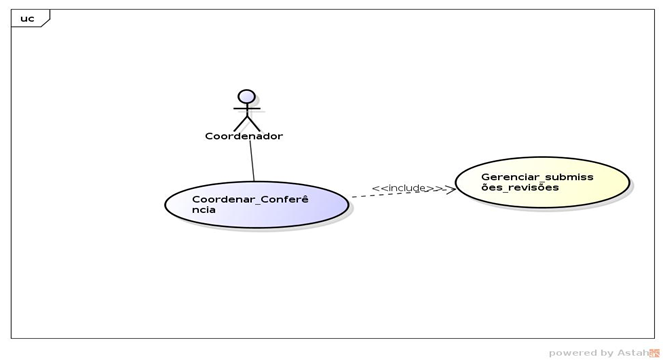 uc
Coordenador
<<include>>
Gerenciar_submiss
ões_revisões
Coordenar_Conferê
ncia
powered by Astah